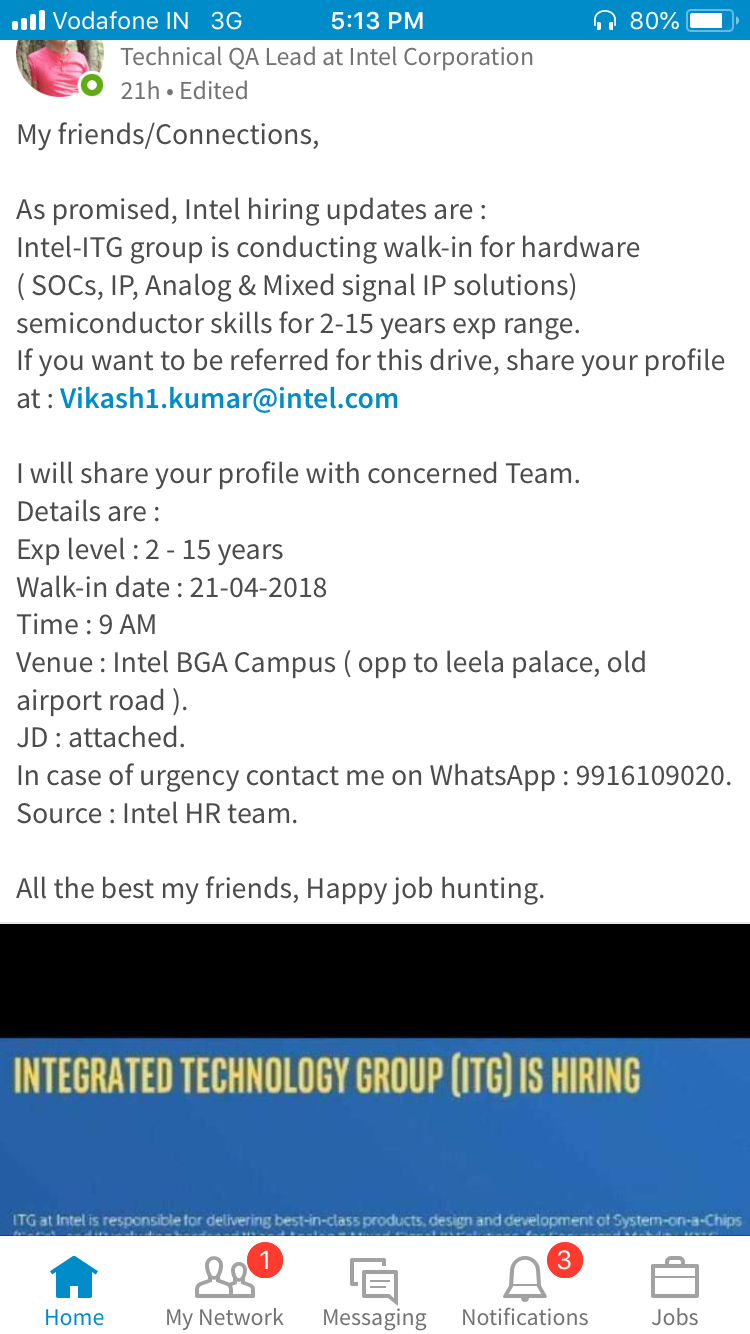 Vodafone IN 3G 5:13 PM 80%
Technical QA Lead at Intel Corporation
21h • Edited
My friends/Connections,
As promised, Intel hiring updates are :
Intel-ITG group is conducting walk-in for hardware
( SOCs, IP, Analog & Mixed signal IP solutions)
semiconductor skills for 2-15 years exp range.
If you want to be referred for this drive, share your profile
at : Vikash1.kumar@intel.com
I will share your profile with concerned Team.
Details are :
Exp level : 2 - 15 years
Walk-in date : 21-04-2018
Time : 9 AM
Venue : Intel BGA Campus ( opp to leela palace, old
airport road ).
JD : attached.
In case of urgency contact me on WhatsApp : 9916109020.
Source : Intel HR team.
All the best my friends, Happy job hunting.
INTEGRATED TECHNOLOGY GROUP (ITG) IS HIRING
ITG at Intel is responsible for delivering best-in-class products, design and development of System-on-a-Chips
1 3
Home My Network Messaging Notifications Jobs